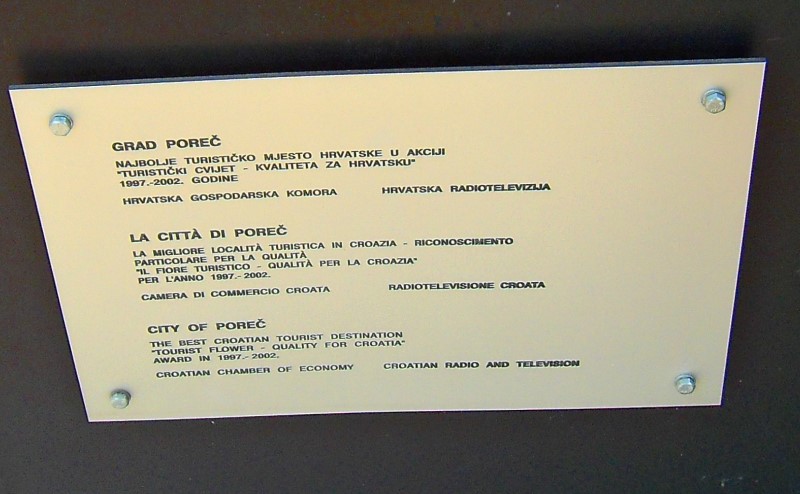 GRAD POREČ
NAJBOLJE TURISTIČKO MJESTO HRVATSKE U AKCIJI
"TURISTIČKI CVIJET - KVALITETA ZA HRVATSKU"
1997.-2002. GODINE
HRVATSKA GOSPODARSKA KOMORA HRVATSKA RADIOTELEVIZIJA
LA CITTÀ DI POREČ
LA MIGLIORE LOCALITÀ TURISTICA IN CROAZIA - RICONOSCIMENTO
PARTICOLARE PER LA QUALITÀ
"IL FIORE TURISTICO - QUALITÀ PER LA CROAZIA"
PER L'ANNO 1997.-2002.
CAMERA DI COMMERCIO CROATA RADIOTELEVISIONE CROATA
CITY OF POREČ
THE BEST CROATIAN TOURIST DESTINATION
"TOURIST FLOWER - QUALITY FOR CROATIA"
AWARD IN 1997.-2002.
CROATIAN CHAMBER OF ECONOMY CROATIAN RADIO AND TELEVISION